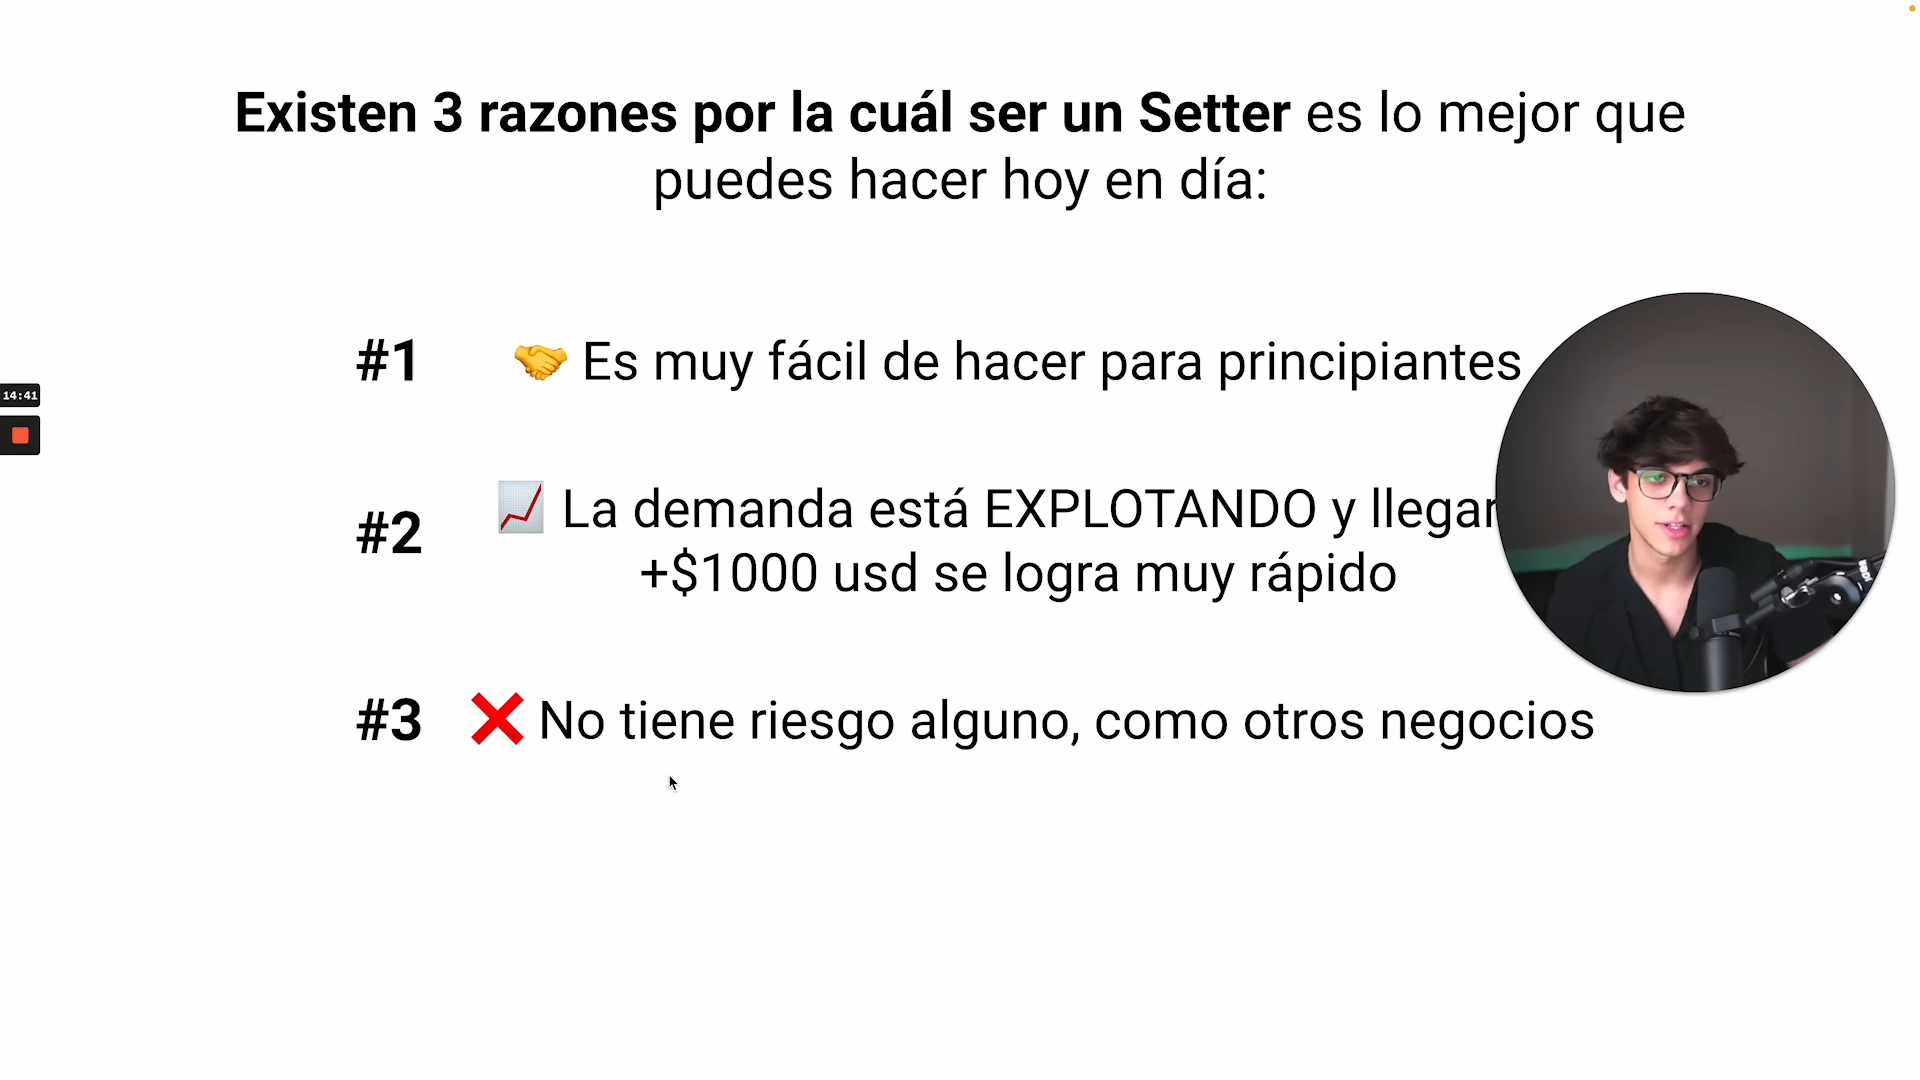 Existen 3 razones por la cuál ser un Setter es lo mejor que
puedes hacer hoy en día:
#1 🤝 Es muy fácil de hacer para principiantes
14:41
#2 📈 La demanda está EXPLOTANDO y llegar
+$1000 usd se logra muy rápido
#3 ❌ No tiene riesgo alguno, como otros negocios